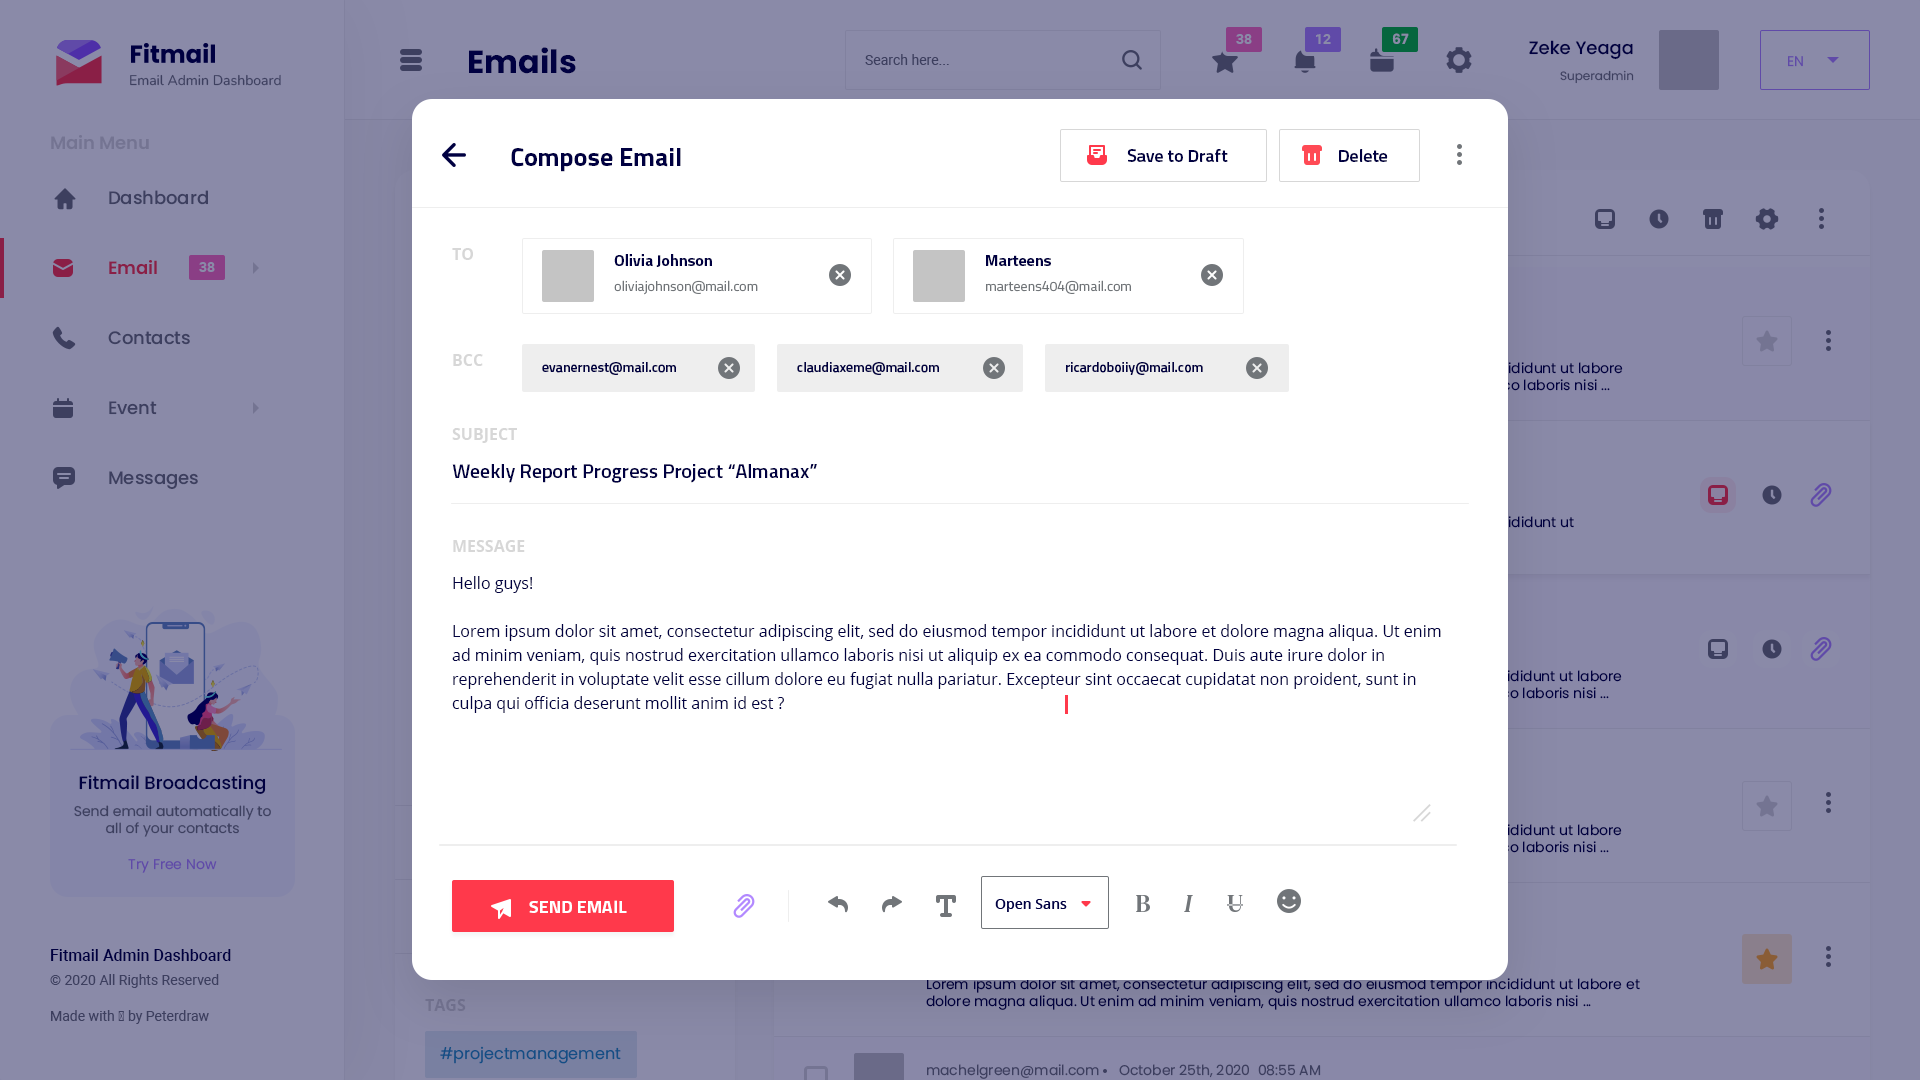 Fitmail
Email Admin Dashboard
Emails
Search here...
38
12
67
Zeke Yeaga
Superadmin
EN
Main Menu
Dashboard
Email
38
Contacts
Event
Messages
Fitmail Broadcasting
Send email automatically to
all of your contacts
Try Free Now
Fitmail Admin Dashboard
© 2020 All Rights Reserved
Made with by Peterdraw
Compose Email
Save to Draft
Delete
TO
Olivia Johnson
oliviajohnson@mail.com
Marteens
marteens404@mail.com
BCC
evanernest@mail.com
claudiaxeme@mail.com
ricardoboiiy@mail.com
SUBJECT
Weekly Report Progress Project “Almanax”
MESSAGE
Hello guys!
Lorem ipsum dolor sit amet, consectetur adipiscing elit, sed do eiusmod tempor incididunt ut labore et dolore magna aliqua. Ut enim
ad minim veniam, quis nostrud exercitation ullamco laboris nisi ut aliquip ex ea commodo consequat. Duis aute irure dolor in
reprehenderit in voluptate velit esse cillum dolore eu fugiat nulla pariatur. Excepteur sint occaecat cupidatat non proident, sunt in
culpa qui officia deserunt mollit anim id est ?
SEND EMAIL
Open Sans
B
I
U
ididunt ut labore
co laboris nisi ...
ididunt ut
ididunt ut labore
co laboris nisi ...
ididunt ut labore
co laboris nisi ...
Lorem ipsum dolor sit amet, consectetur adipiscing elit, sed do eiusmod tempor incididunt ut labore et
dolore magna aliqua. Ut enim ad minim veniam, quis nostrud exercitation ullamco laboris nisi ...
TAGS
#projectmanagement
machelgreen@mail.com • October 25th, 2020 08:55 AM